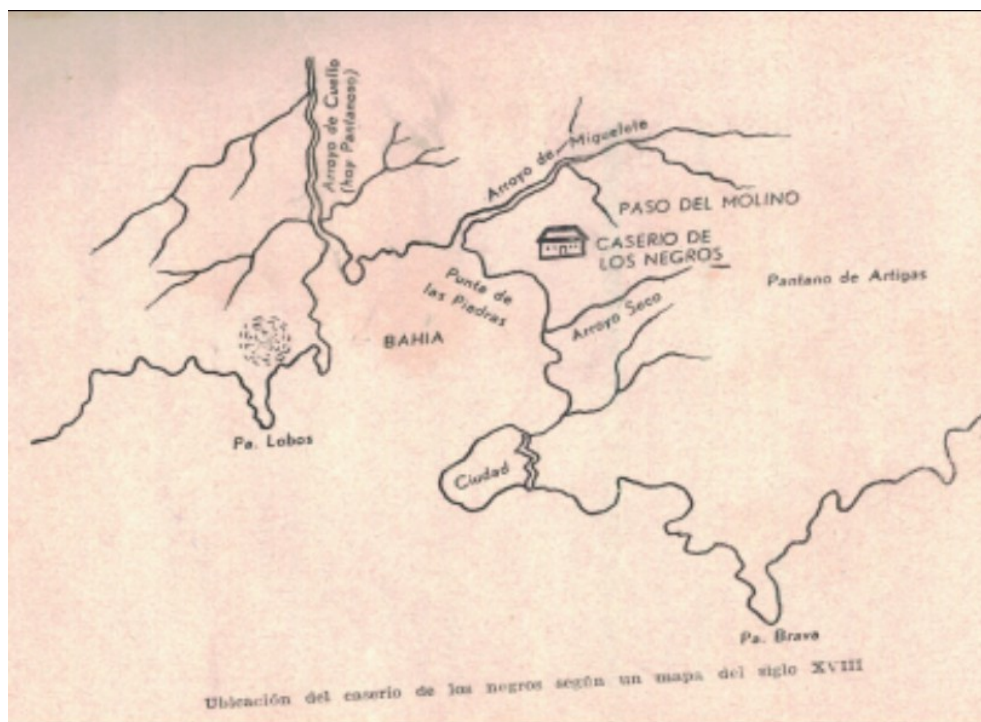 Arroyo de Cuello
(hoy Pantanoso)
Arroyo de Miguelete
PASO DEL MOLINO
CASERIO DE
LOS NEGROS
Pantano de Artigas
Punta de
las Piedras
Arroyo Seco
BAHIA
Pa. Lobos
Ciudad
Pa. Brava
Ubicación del caserio de los negros según un mapa del siglo XVIII